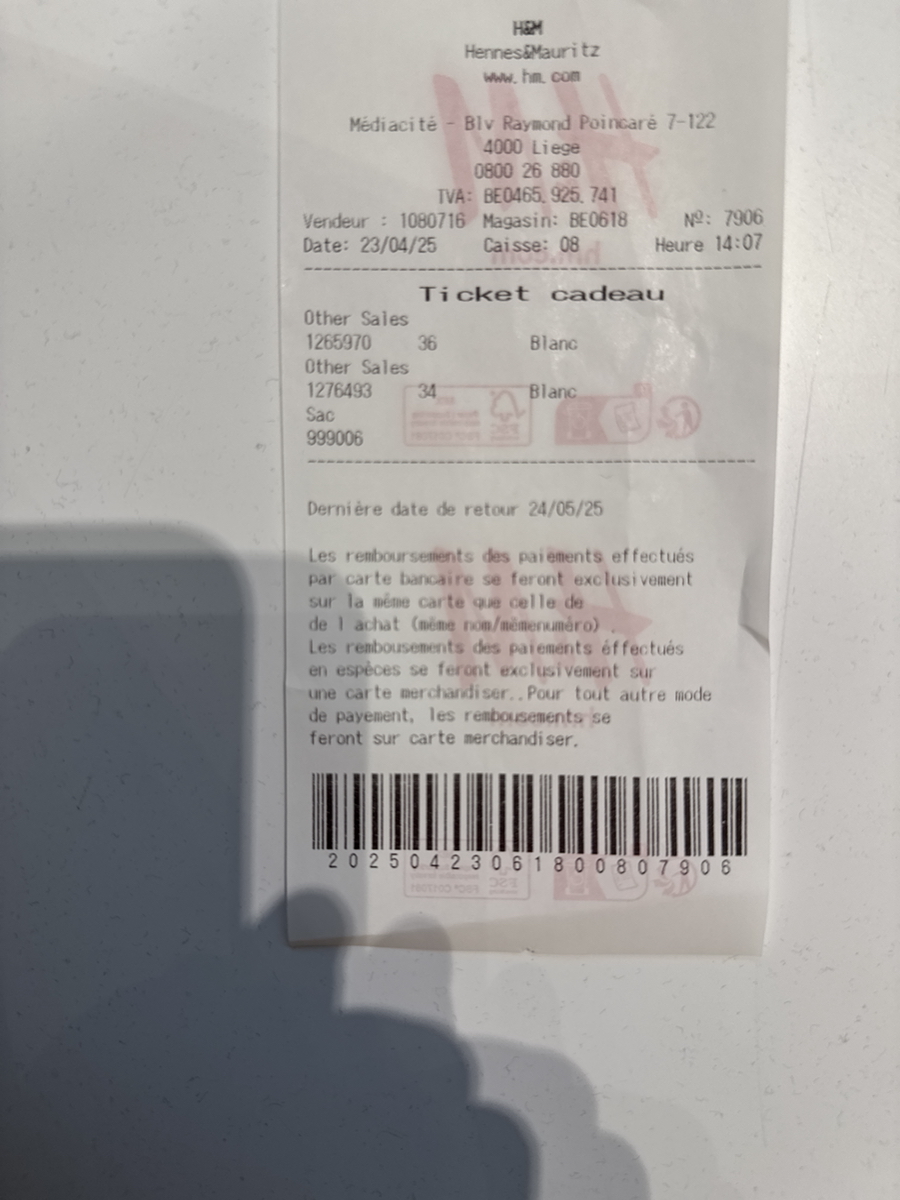 H&M
Hennes&Mauritz
www.hm.com
Médiacité - Blv Raymond Poincaré 7-122
4000 Liege
0800 26 880
TVA: BE0465.925.741
Vendeur : 1080716 Magasin: BE0618 Nº: 7906
Date: 23/04/25 Caisse: 08 Heure 14:07
Ticket cadeau
Other Sales
1265970 36 Blanc
Other Sales
1276493 34 Blanc
Sac
999006
Dernière date de retour 24/05/25
Les remboursements des paiements effectués
par carte bancaire se feront exclusivement
sur la même carte que celle de
de l achat (même nom/mêmenuméro) .
Les rembousements des paiements éffectués
en espèces se feront exclusivement sur
une carte merchandiser..Pour tout autre mode
de payement, les rembousements se
feront sur carte merchandiser.
20250423061800807906